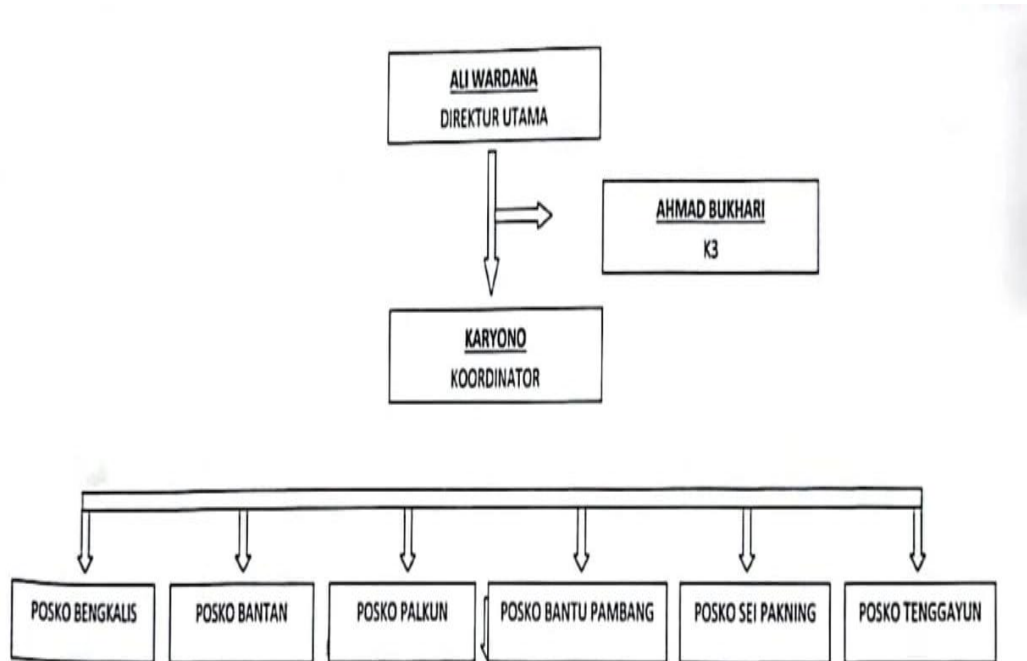 ALI WARDANA
DIREKTUR UTAMA
AHMAD BUKHARI
K3
KARYONO
KOORDINATOR
POSKO BENGKALIS
POSKO BANTAN
POSKO PALKUN
POSKO BANTU PAMBANG
POSKO SEI PAKNING
POSKO TENGGAYUN